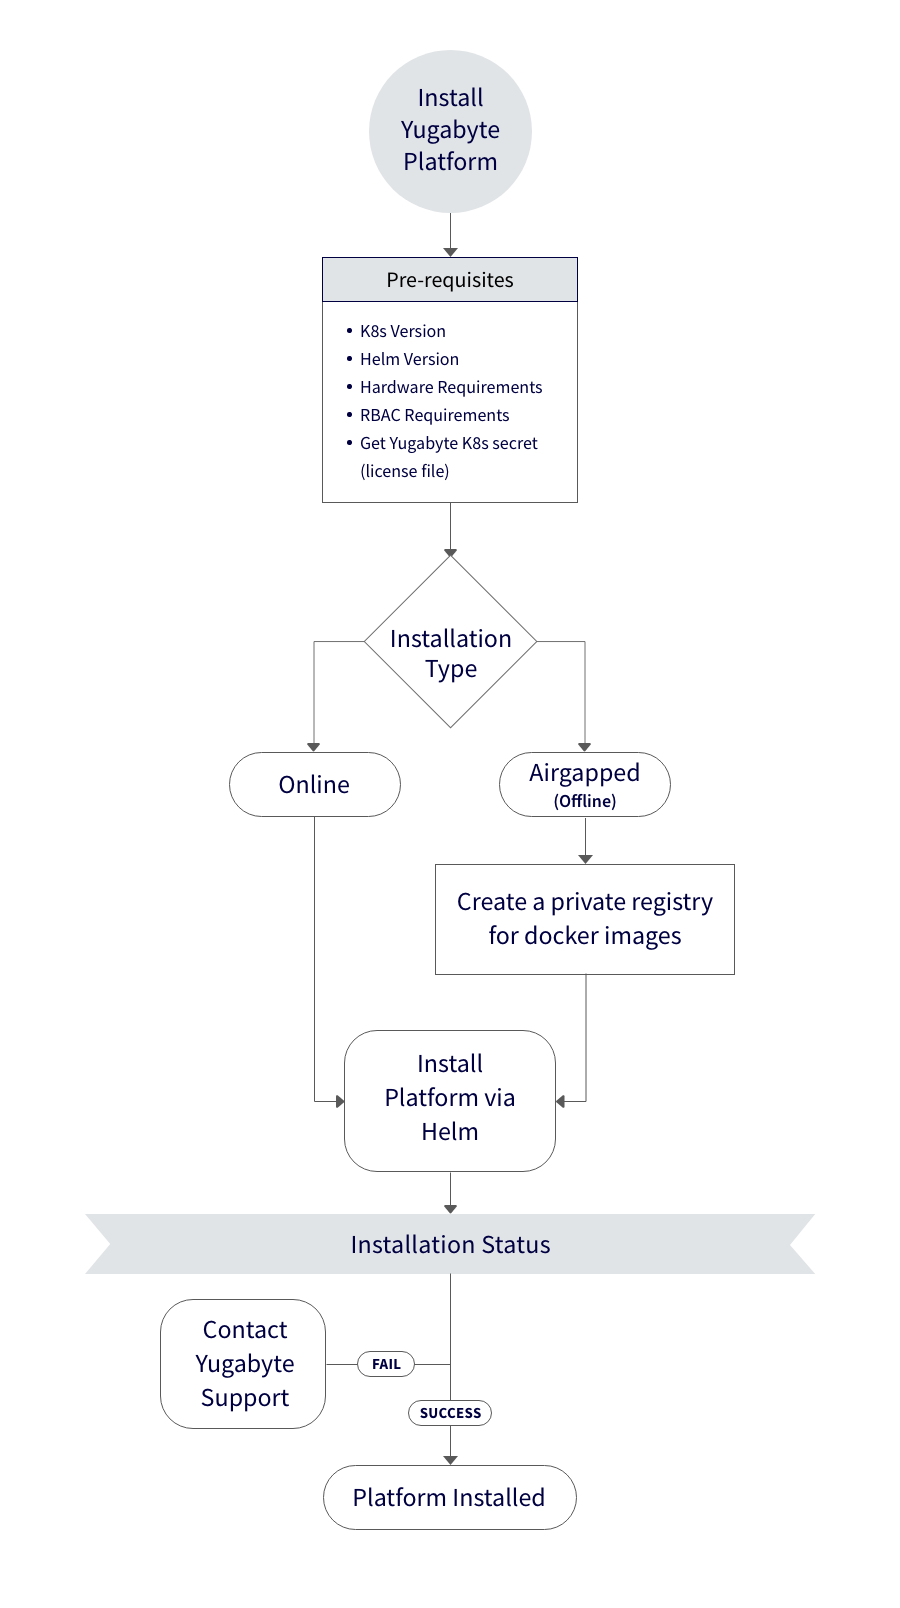 Install
Yugabyte
Platform
Pre-requisites
• K8s Version
• Helm Version
• Hardware Requirements
• RBAC Requirements
• Get Yugabyte K8s secret
(license file)
Installation
Type
Online
Airgapped
(Offline)
Create a private registry
for docker images
Install
Platform via
Helm
Installation Status
Contact
Yugabyte
Support
FAIL
SUCCESS
Platform Installed